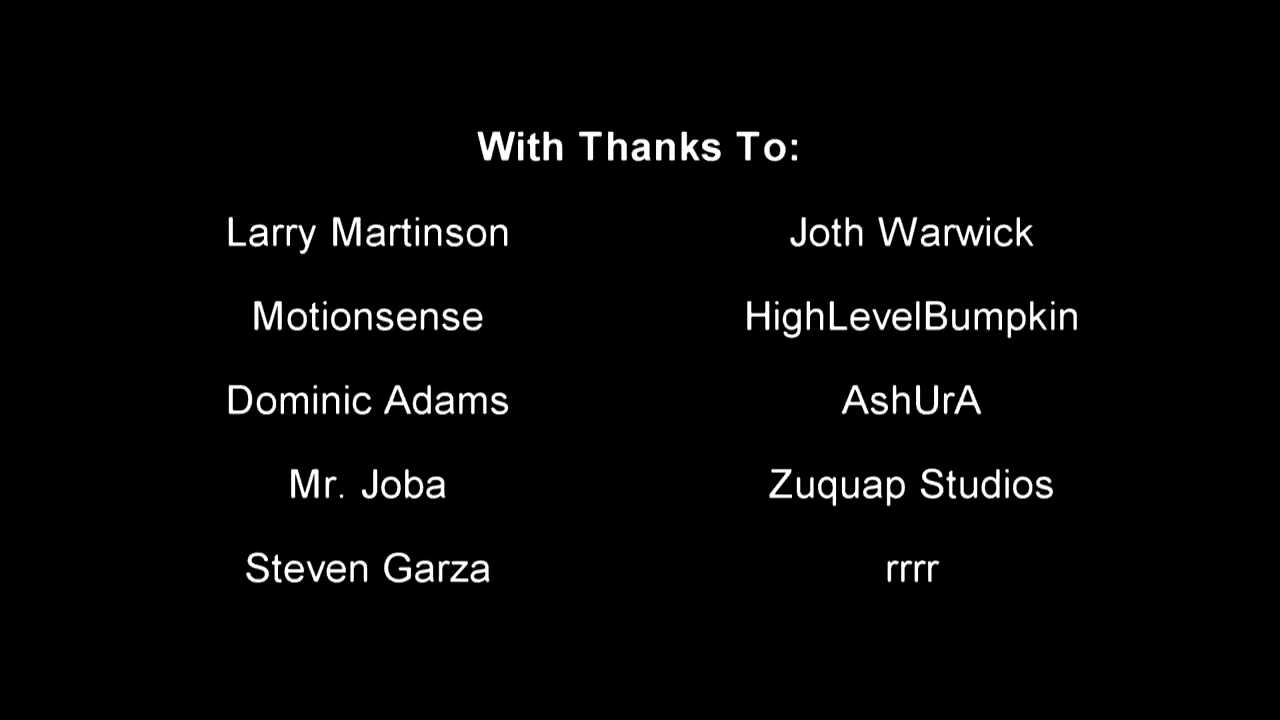 With Thanks To:
Larry Martinson
Joth Warwick
Motionsense
HighLevelBumpkin
Dominic Adams
AshUrA
Mr. Joba
Zuquap Studios
Steven Garza
rrrr